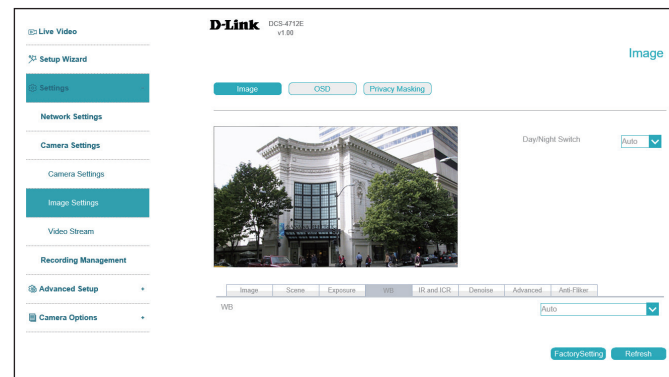 Live Video
D-Link DCS-4712E
v1.00
Image
Setup Wizard
Settings
Image OSD Privacy Masking
Network Settings
Camera Settings
Day/Night Switch Auto
Camera Settings
Image Settings
Video Stream
Recording Management
Advanced Setup +
Image Scene Exposure WB IR and ICR Denoise Advanced Anti-Fliker
WB Auto
Camera Options +
FactorySetting Refresh